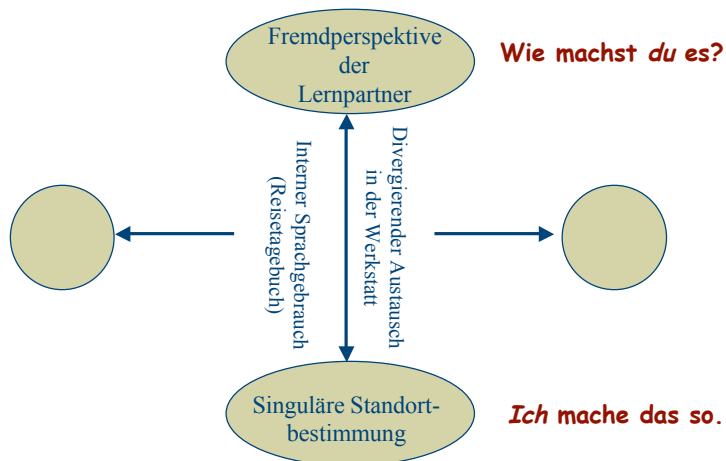 Fremdperspektive
der
Lernpartner
Wie machst du es?
Interner Sprachgebrauch
(Reisetagebuch)
Divergierender Austausch
in der Werkstatt
Singuläre Standort-
bestimmung
Ich mache das so.